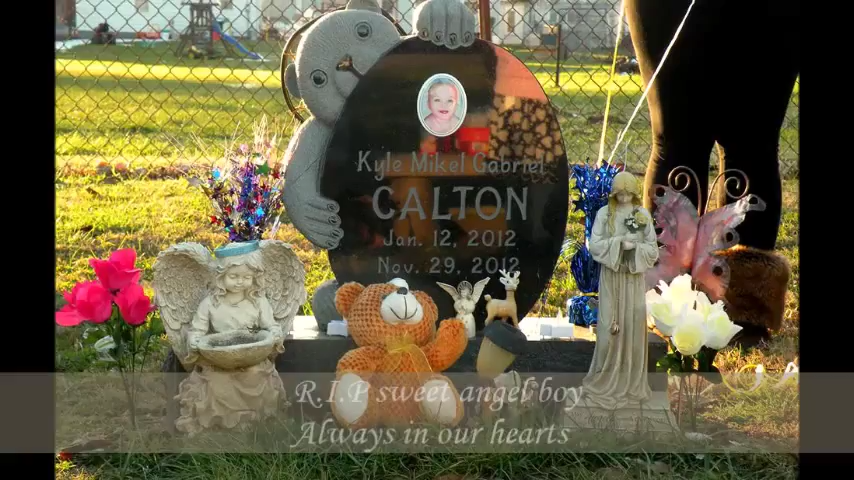 Kyle Mikel Gabriel
CALTON
Jan. 12, 2012
Nov. 29, 2012
R.I.P sweet angel boy
Always in our hearts